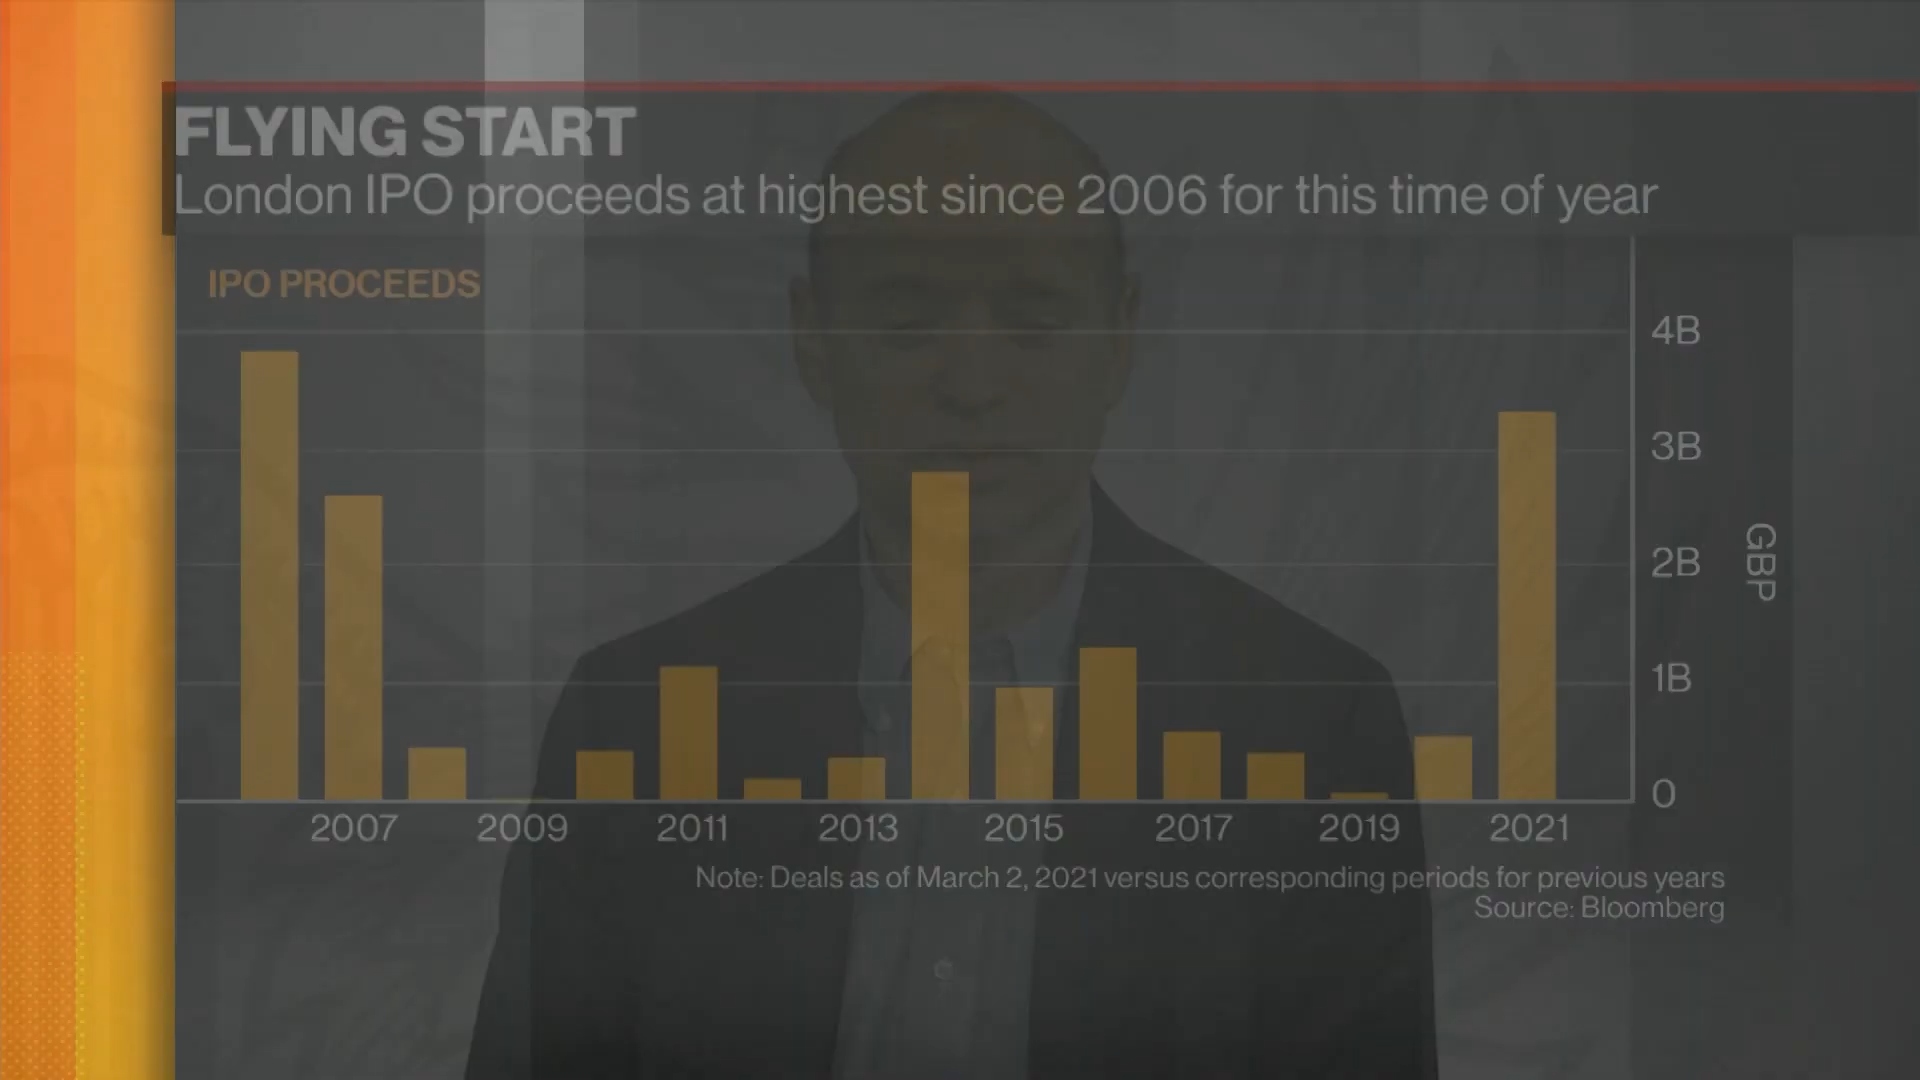 FLYING START
London IPO proceeds at highest since 2006 for this time of year
IPO PROCEEDS
4B
3B
2B
1B
0
GBP
2007 2009 2011 2013 2015 2017 2019 2021
Note: Deals as of March 2, 2021 versus corresponding periods for previous years
Source: Bloomberg